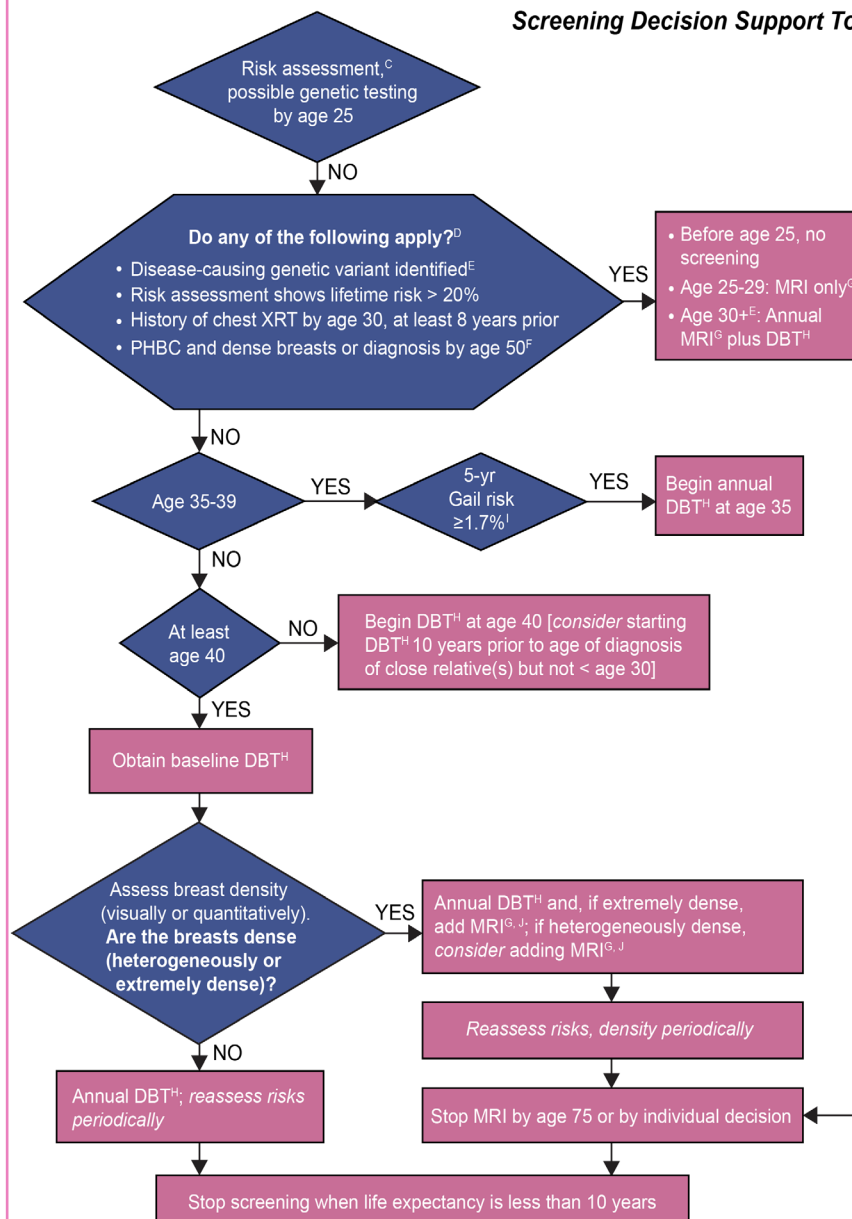 Screening Decision Support To
Risk assessment,C
possible genetic testing
by age 25
NO
Do any of the following apply?D
• Disease-causing genetic variant identifiedE
• Risk assessment shows lifetime risk > 20%
• History of chest XRT by age 30, at least 8 years prior
• PHBC and dense breasts or diagnosis by age 50F
YES
• Before age 25, no
screening
• Age 25-29: MRI onlyG
• Age 30+E: Annual
MRIG plus DBTH
NO
Age 35-39
YES
5-yr
Gail risk
≥1.7%I
YES
Begin annual
DBTH at age 35
NO
At least
age 40
NO
Begin DBTH at age 40 [consider starting
DBTH 10 years prior to age of diagnosis
of close relative(s) but not < age 30]
YES
Obtain baseline DBTH
Assess breast density
(visually or quantitatively).
Are the breasts dense
(heterogeneously or
extremely dense)?
YES
Annual DBTH and, if extremely dense,
add MRIG, J; if heterogeneously dense,
consider adding MRIG, J
Reassess risks, density periodically
NO
Annual DBTH; reassess risks
periodically
Stop MRI by age 75 or by individual decision
Stop screening when life expectancy is less than 10 years